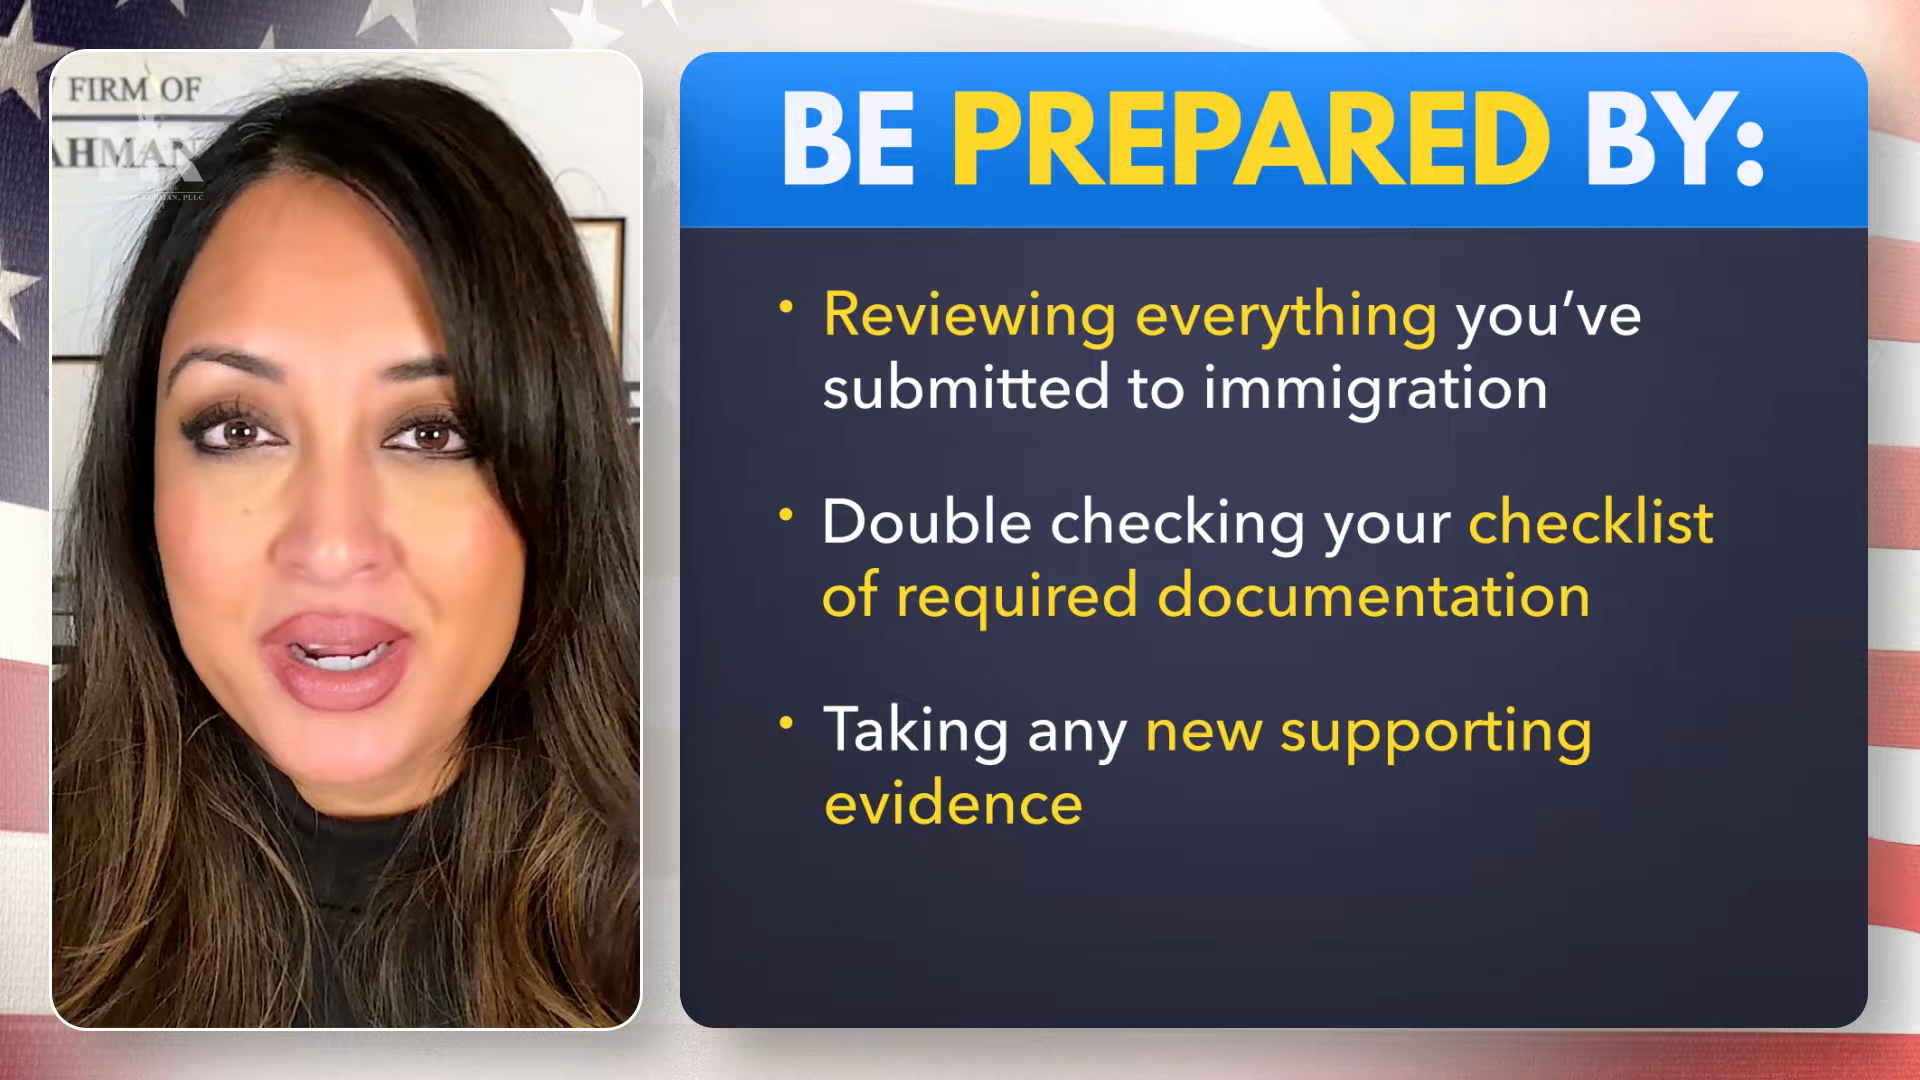 FIRM OF
AHMAN
BE PREPARED BY:
• Reviewing everything you’ve
submitted to immigration
• Double checking your checklist
of required documentation
• Taking any new supporting
evidence